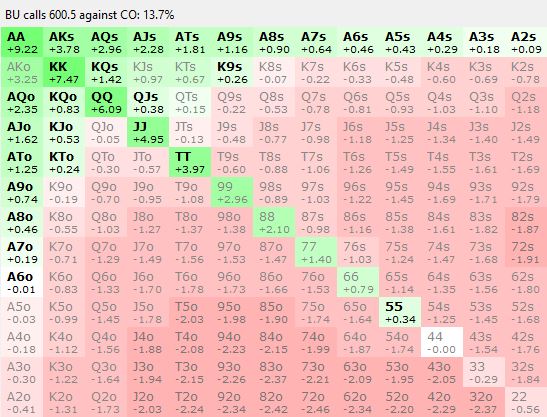 BU calls 600.5 against CO: 13.7%
AA AKs AQs AJs ATs A9s A8s A7s A6s A5s A4s A3s A2s
+9.22 +3.78 +2.96 +2.28 +1.81 +1.16 +0.90 +0.64 +0.46 +0.43 +0.29 +0.18 +0.09
AKo KK KQs KJs KTs K9s K8s K7s K6s K5s K4s K3s K2s
+3.25 +7.47 +1.42 +0.97 +0.67 +0.26 -0.07 -0.22 -0.33 -0.48 -0.60 -0.69 -0.78
AQo KQo QQ QJs QTs Q9s Q8s Q7s Q6s Q5s Q4s Q3s Q2s
+2.35 +0.83 +6.09 +0.38 +0.15 -0.22 -0.53 -0.78 -0.81 -0.93 -1.03 -1.10 -1.18
AJo KJo QJo JJ JTs J9s J8s J7s J6s J5s J4s J3s J2s
+1.62 +0.53 -0.05 +4.95 -0.13 -0.48 -0.77 -0.98 -1.18 -1.25 -1.34 -1.40 -1.49
ATo KTo QTo JTo TT T9s T8s T7s T6s T5s T4s T3s T2s
+1.25 +0.24 -0.30 -0.57 +3.97 -0.60 -0.88 -1.06 -1.26 -1.49 -1.55 -1.61 -1.69
A9o K9o Q9o J9o T9o 99 98s 97s 96s 95s 94s 93s 92s
+0.74 -0.19 -0.70 -0.95 -1.08 +2.96 -0.89 -1.03 -1.22 -1.45 -1.69 -1.71 -1.79
A8o K8o Q8o J8o T8o 98o 88 87s 86s 85s 84s 83s 82s
+0.46 -0.55 -1.03 -1.27 -1.37 -1.38 +2.10 -0.98 -1.16 -1.38 -1.61 -1.82 -1.87
A7o K7o Q7o J7o T7o 97o 87o 77 76s 75s 74s 73s 72s
+0.19 -0.71 -1.29 -1.49 -1.56 -1.53 -1.47 +1.40 -1.03 -1.24 -1.47 -1.68 -1.91
A6o K6o Q6o J6o T6o 96o 86o 76o 66 65s 64s 63s 62s
-0.01 -0.83 -1.33 -1.70 -1.78 -1.73 -1.66 -1.53 +0.79 -1.14 -1.35 -1.56 -1.80
A5o K5o Q5o J5o T5o 95o 85o 75o 65o 55 54s 53s 52s
-0.03 -0.99 -1.45 -1.78 -2.03 -1.98 -1.90 -1.74 -1.64 +0.34 -1.25 -1.45 -1.68
A4o K4o Q4o J4o T4o 94o 84o 74o 64o 54o 44 43s 42s
-0.18 -1.12 -1.56 -1.88 -2.08 -2.23 -2.15 -1.99 -1.87 -1.74 -0.00 -1.54 -1.76
A3o K3o Q3o J3o T3o 93o 83o 73o 63o 53o 43o 33 32s
-0.30 -1.22 -1.64 -1.94 -2.15 -2.26 -2.37 -2.21 -2.09 -1.95 -2.05 -0.29 -1.84
A2o K2o Q2o J2o T2o 92o 82o 72o 62o 52o 42o 32o 22
-0.41 -1.31 -1.73 -2.03 -2.24 -2.34 -2.42 -2.46 -2.34 -2.20 -2.29 -2.37 -0.56